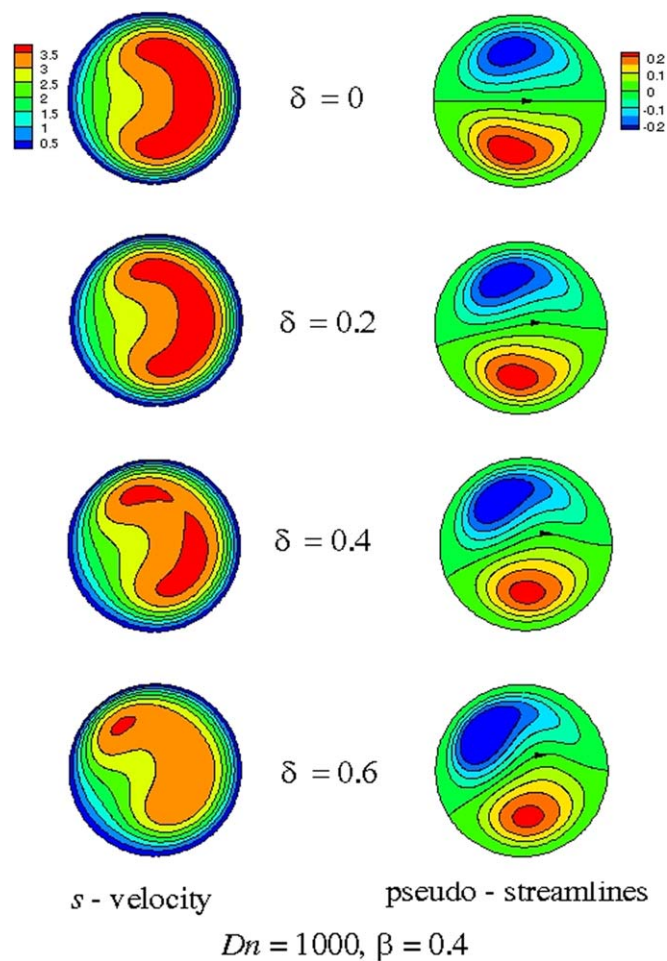 3.5
3
2.5
2
1.5
1
0.5
δ = 0
0.2
0.1
0
-0.1
-0.2
δ = 0.2
δ = 0.4
δ = 0.6
s - velocity
pseudo - streamlines
Dn = 1000, β = 0.4